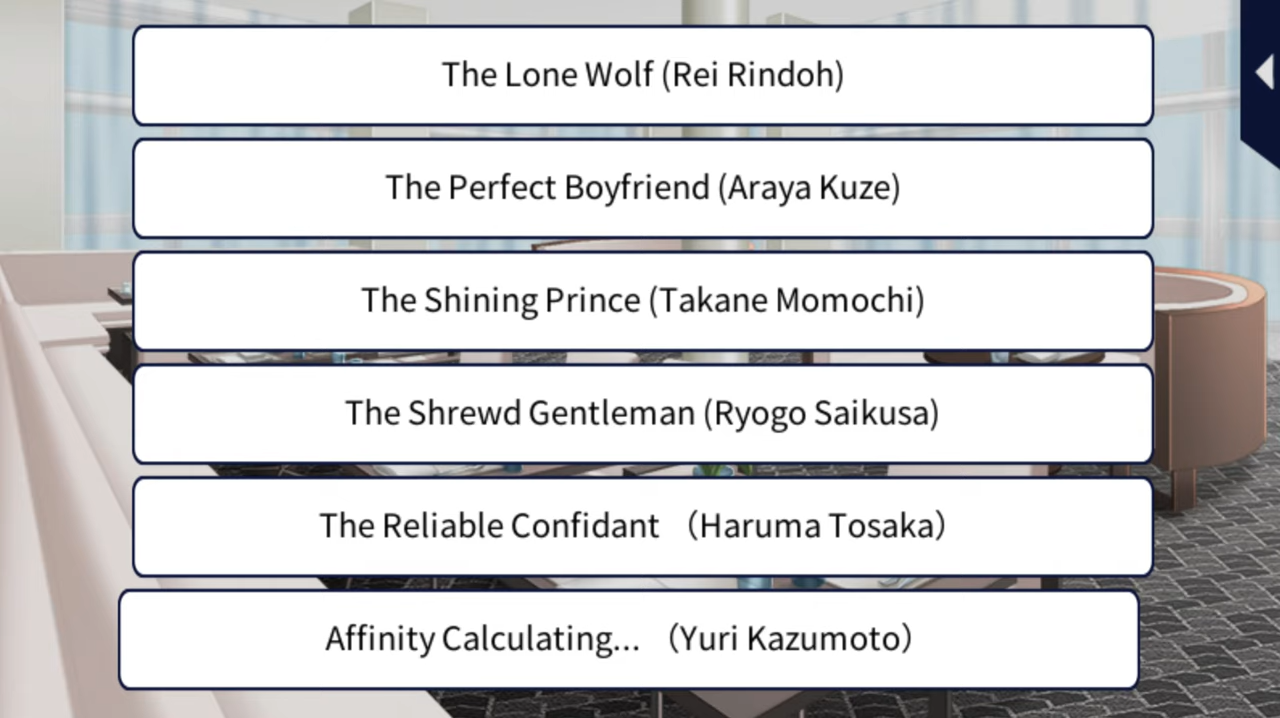 The Lone Wolf (Rei Rindoh)
The Perfect Boyfriend (Araya Kuze)
The Shining Prince (Takane Momochi)
The Shrewd Gentleman (Ryogo Saikusa)
The Reliable Confidant （Haruma Tosaka）
Affinity Calculating... （Yuri Kazumoto）